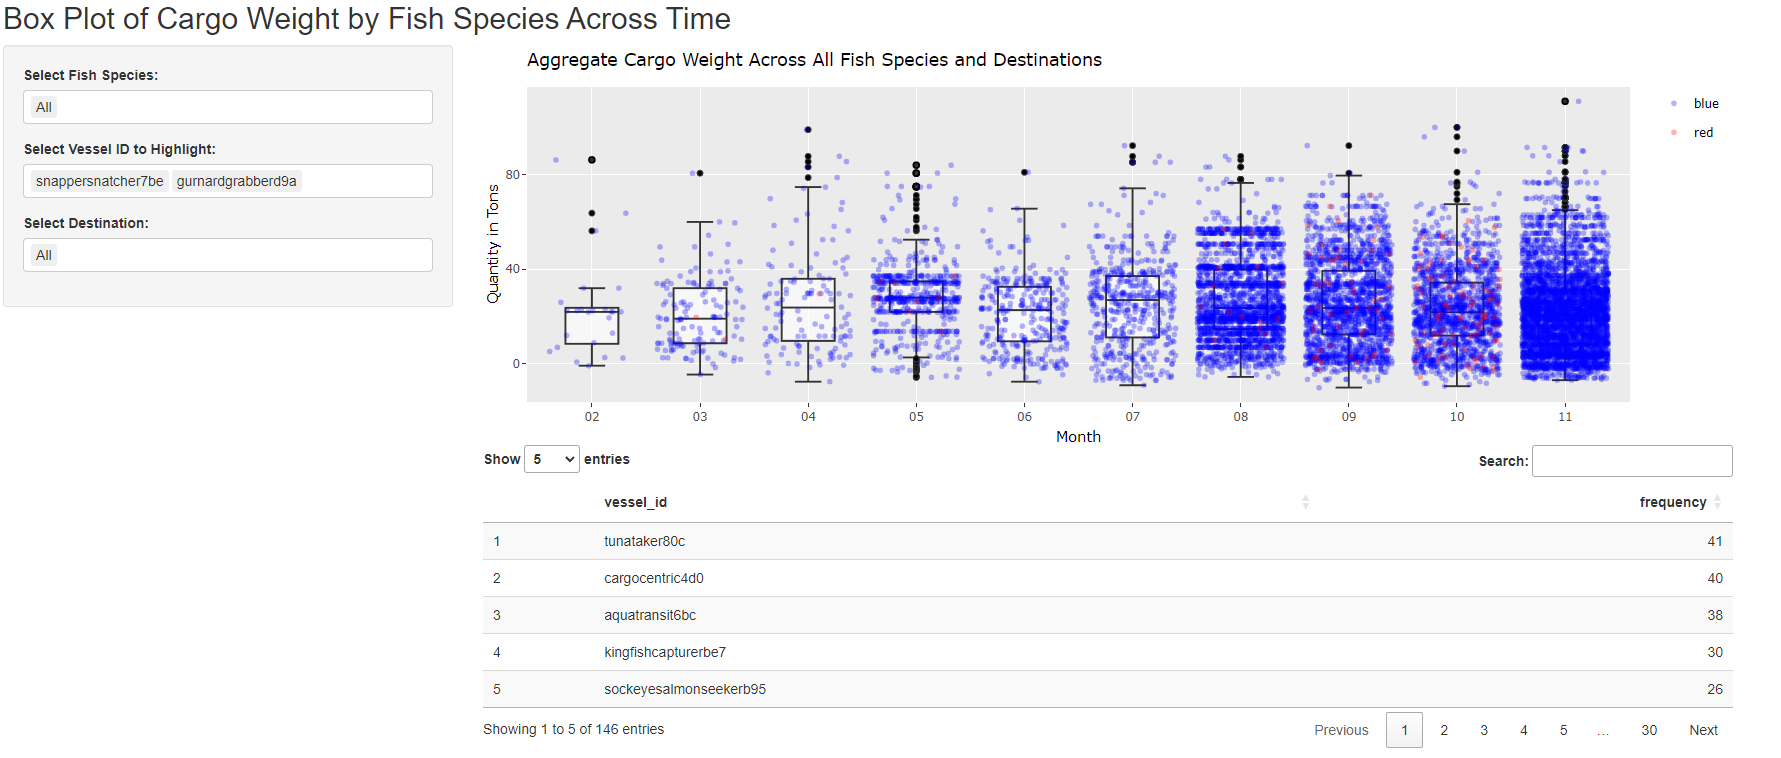 Box Plot of Cargo Weight by Fish Species Across Time
Select Fish Species:
All
Select Vessel ID to Highlight:
snappersnatcher7be gurnardgrabberd9a
Select Destination:
All
Aggregate Cargo Weight Across All Fish Species and Destinations
blue
red
Quantity in Tons
80
40
0
02 03 04 05 06 07 08 09 10 11
Month
Show 5 entries
Search:
vessel_id frequency
1 tunataker80c 41
2 cargocentric4d0 40
3 aquatransit6bc 38
4 kingfishcapturerbe7 30
5 sockeyesalmonseekerb95 26
Showing 1 to 5 of 146 entries
Previous 1 2 3 4 5 … 30 Next